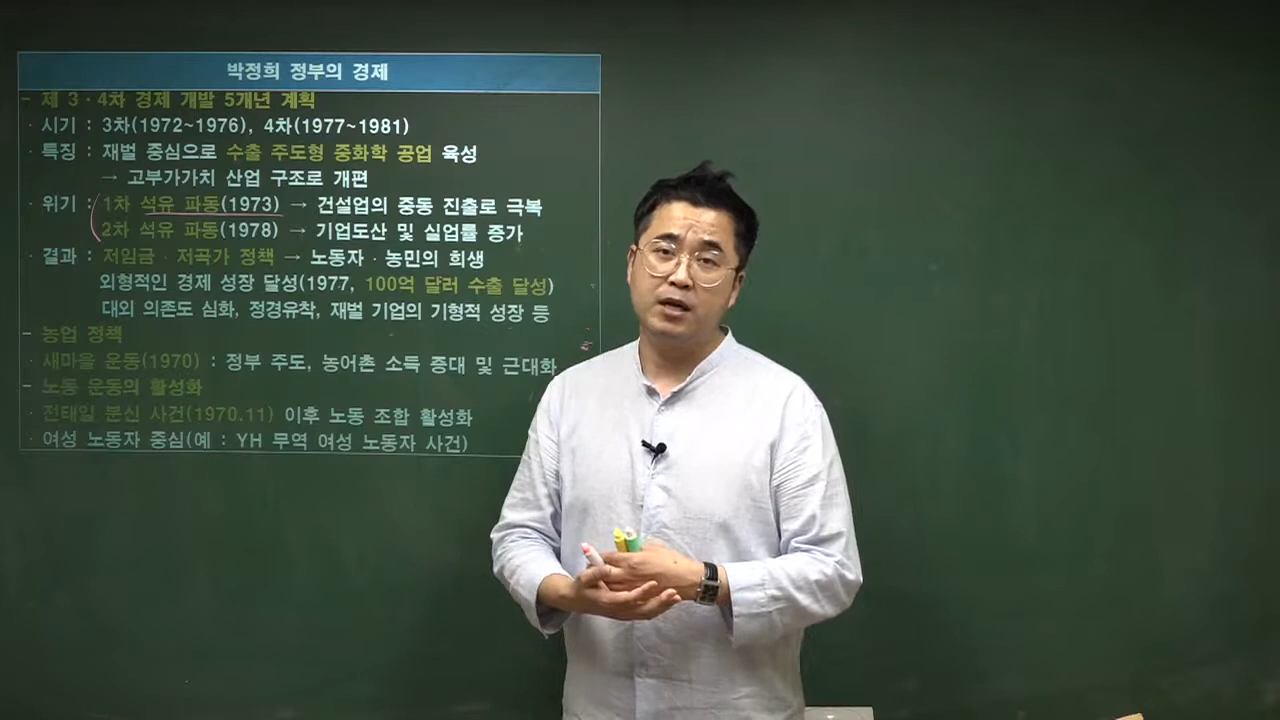 박정희 정부의 경제
- 제 3·4차 경제 개발 5개년 계획
· 시기 : 3차(1972~1976), 4차(1977~1981)
· 특징 : 재벌 중심으로 수출 주도형 중화학 공업 육성
→ 고부가가치 산업 구조로 개편
· 위기 : 1차 석유 파동(1973) → 건설업의 중동 진출로 극복
2차 석유 파동(1978) → 기업도산 및 실업률 증가
· 결과 : 저임금·저곡가 정책 → 노동자·농민의 희생
외형적인 경제 성장 달성(1977, 100억 달러 수출 달성)
대외 의존도 심화, 정경유착, 재벌 기업의 기형적 성장 등
- 농업 정책
· 새마을 운동(1970) : 정부 주도, 농어촌 소득 증대 및 근대화
- 노동 운동의 활성화
· 전태일 분신 사건(1970.11) 이후 노동 조합 활성화
· 여성 노동자 중심(예 : YH 무역 여성 노동자 사건)